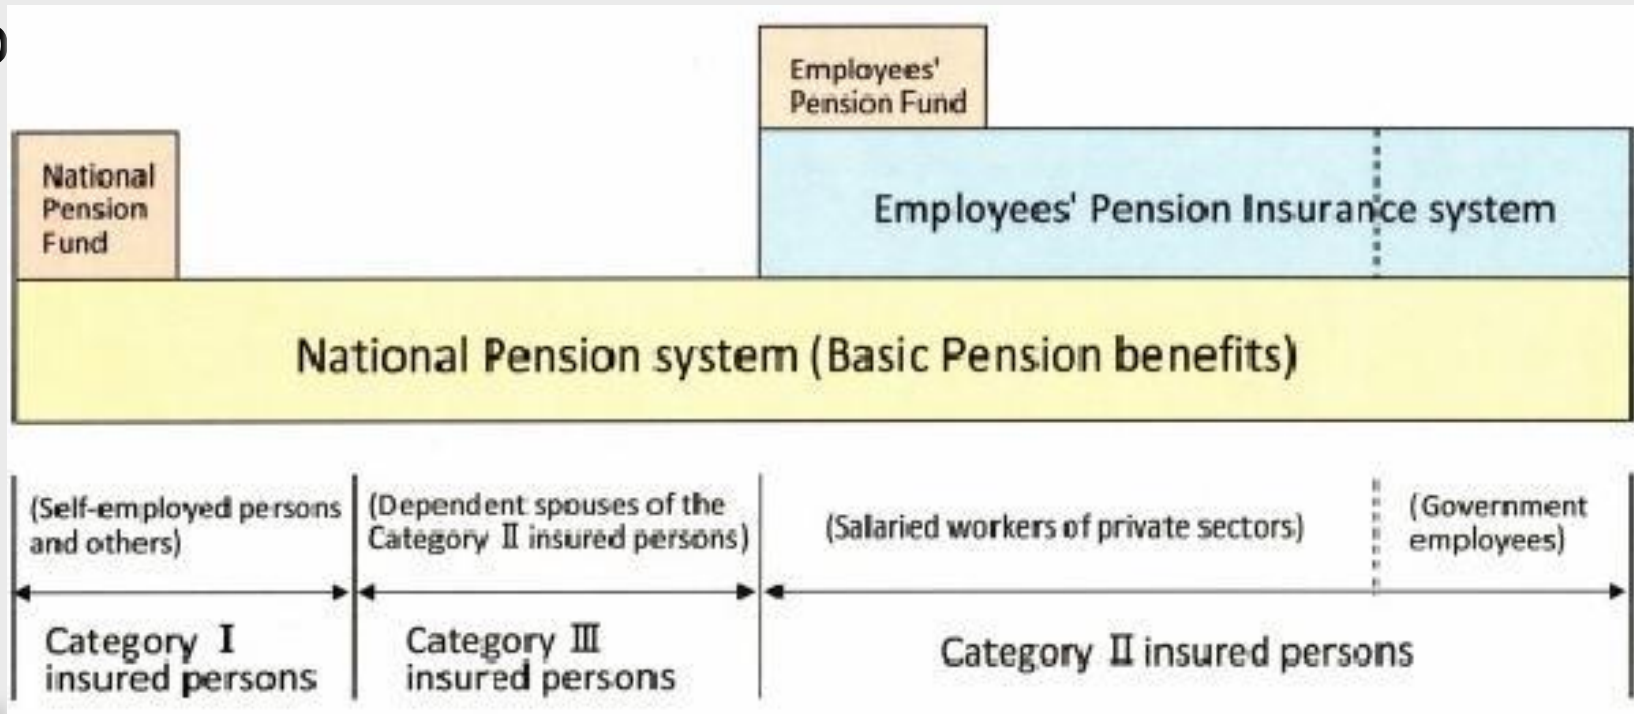 Employees'
Pension Fund
National
Pension
Fund
Employees' Pension Insurance system
National Pension system (Basic Pension benefits)
(Self-employed persons
and others)
(Dependent spouses of the
Category Ⅱ insured persons)
(Salaried workers of private sectors)
(Government
employees)
Category Ⅰ
insured persons
Category Ⅲ
insured persons
Category Ⅱ insured persons